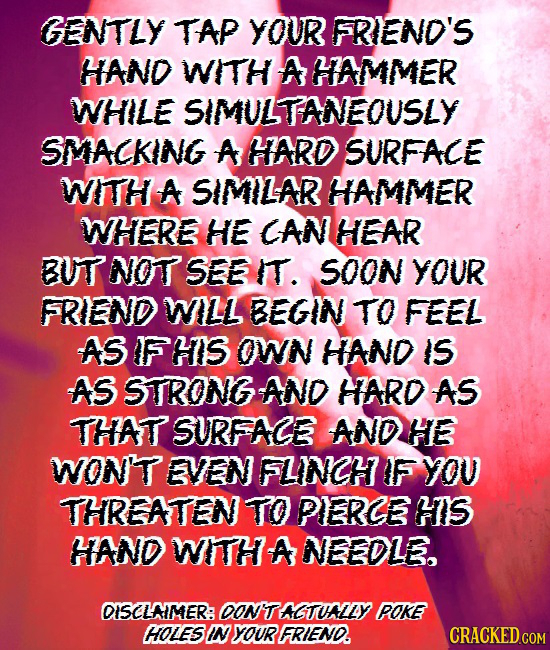 GENTLY TAP YOUR FRIEND'S
HAND WITH A HAMMER
WHILE SIMULTANEOUSLY
SMACKING A HARD SURFACE
WITH A SIMILAR HAMMER
WHERE HE CAN HEAR
BUT NOT SEE IT. SOON YOUR
FRIEND WILL BEGIN TO FEEL
AS IF HIS OWN HAND IS
AS STRONG AND HARD AS
THAT SURFACE AND HE
WON'T EVEN FLINCH IF YOU
THREATEN TO PIERCE HIS
HAND WITH A NEEDLE.
DISCLAIMER: DON'T ACTUALLY POKE
HOLES IN YOUR FRIEND.
CRACKED.COM